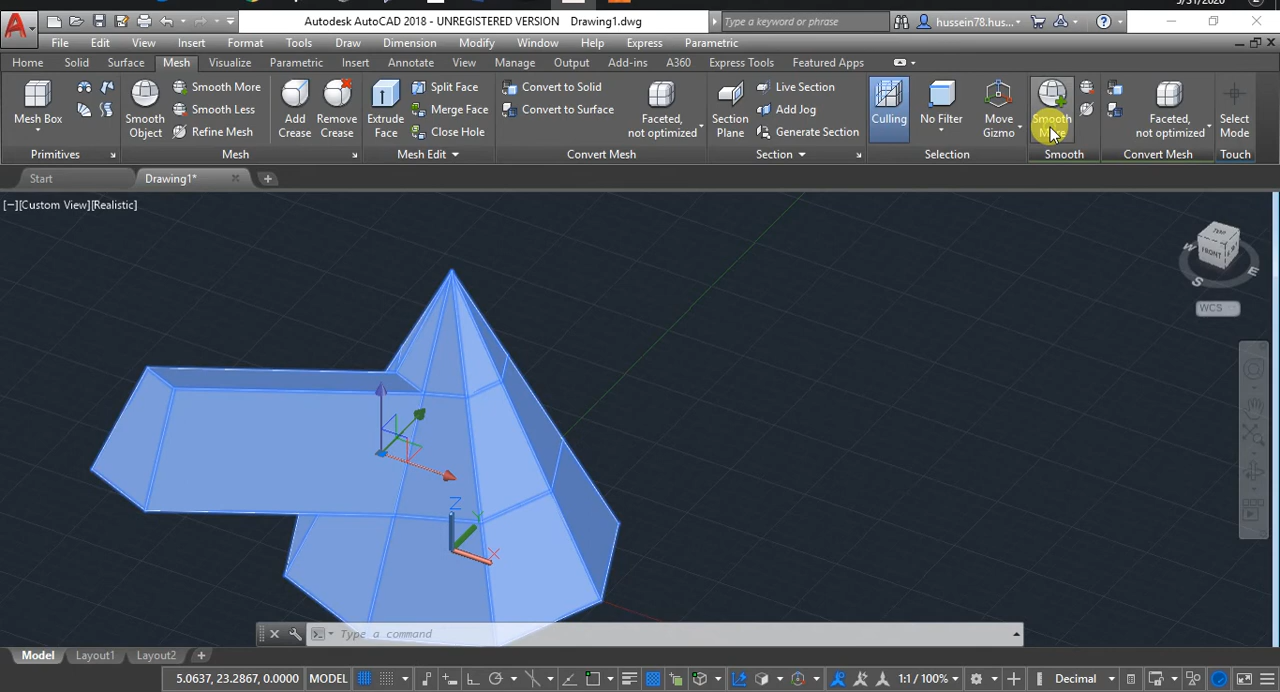 5/31/2020
Autodesk AutoCAD 2018 - UNREGISTERED VERSION Drawing1.dwg
Type a keyword or phrase
hussein78.hus...
File Edit View Insert Format Tools Draw Dimension Modify Window Help Express Parametric
Home Solid Surface Mesh Visualize Parametric Insert Annotate View Manage Output Add-ins A360 Express Tools Featured Apps
Mesh Box
Primitives
Smooth Object
Smooth More
Smooth Less
Refine Mesh
Mesh
Add Crease
Remove Crease
Extrude Face
Split Face
Merge Face
Close Hole
Mesh Edit
Convert to Solid
Convert to Surface
Faceted, not optimized
Convert Mesh
Section Plane
Live Section
Add Jog
Generate Section
Section
Culling
No Filter
Move Gizmo
Selection
Smooth More
Smooth
Faceted, not optimized
Convert Mesh
Select Mode
Touch
Start
Drawing1*
[−][Custom View][Realistic]
TOP
FRONT
W
S
E
WCS
Z
Y
X
Type a command
Model Layout1 Layout2
5.0637, 23.2867, 0.0000 MODEL 1:1 / 100% Decimal